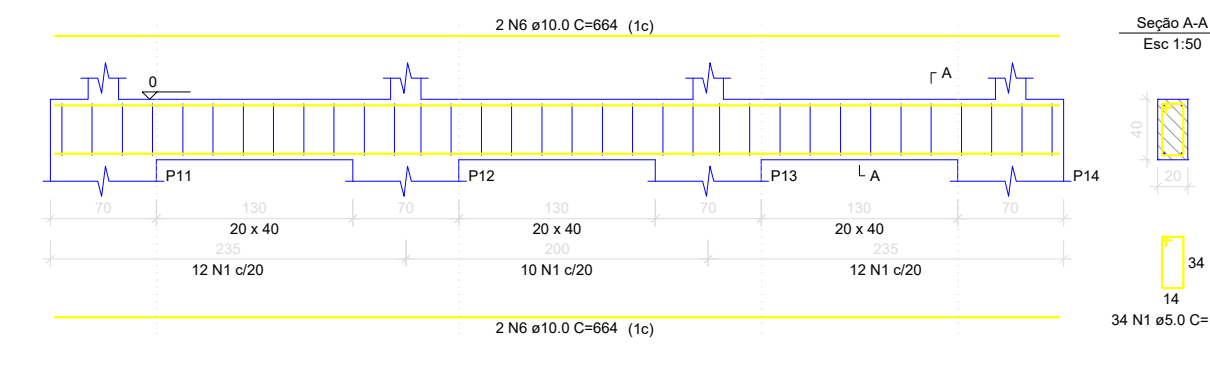 2 N6 ø10.0 C=664 (1c)
Seção A-A
Esc 1:50
0
A
40
20
P11
P12
P13
A
P14
70
130
70
130
70
130
70
20 x 40
20 x 40
20 x 40
235
200
235
12 N1 c/20
10 N1 c/20
12 N1 c/20
34
14
34 N1 ø5.0 C=
2 N6 ø10.0 C=664 (1c)